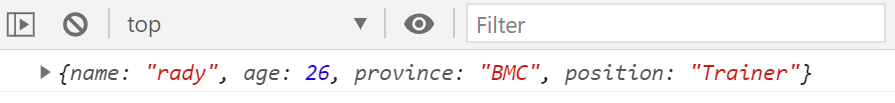 top Filter
{name: "rady", age: 26, province: "BMC", position: "Trainer"}